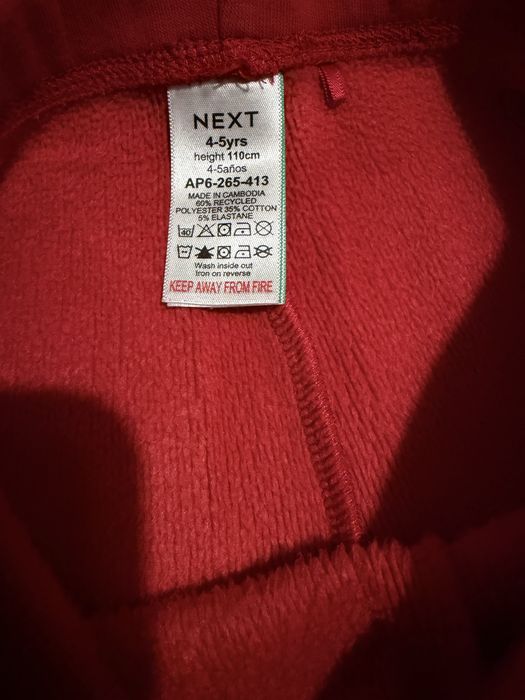 NEXT
4-5yrs
height 110cm
4-5años
AP6-265-413
MADE IN CAMBODIA
60% RECYCLED
POLYESTER 35% COTTON
5% ELASTANE
40
Wash inside out
Iron on reverse
KEEP AWAY FROM FIRE